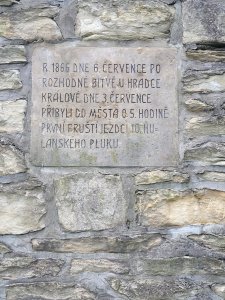 R. 1866 DNE 6. ČERVENCE PO
ROZHODNÉ BITVĚ U HRADCE
KRÁLOVÉ DNE 3. ČERVENCE
PŘIBYLI DO MĚSTA O 5. HODINĚ
PRVNÍ PRUŠTÍ JEZDCI 10. HU-
LÁNSKÉHO PLUKU.